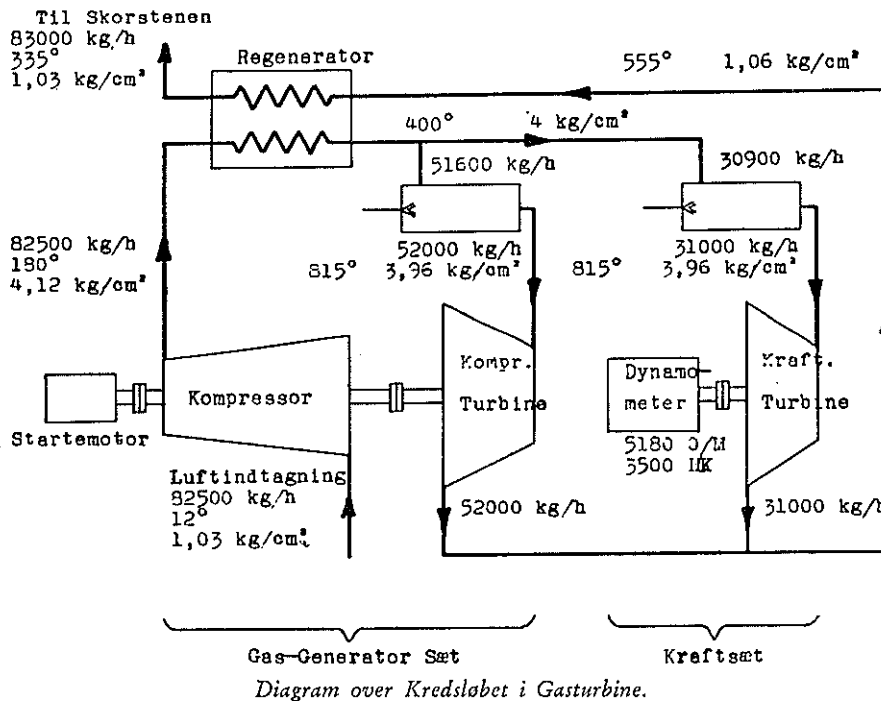 Til Skorstenen
83000 kg/h
335°
1,03 kg/cm²
Regenerator
555° 1,06 kg/cm²
400° 4 kg/cm²
51600 kg/h
30900 kg/h
82500 kg/h
180°
4,12 kg/cm²
52000 kg/h
815° 3,96 kg/cm²
31000 kg/h
815° 3,96 kg/cm²
Startemotor
Kompressor
Kompr.
Turbine
Dynamo-
meter
Kraft.
Turbine
5180 O/M
3500 HK
Luftindtagning
82500 kg/h
12°
1,03 kg/cm²
52000 kg/h
31000 kg/h
Gas-Generator Sæt
Kraftsæt
Diagram over Kredsløbet i Gasturbine.